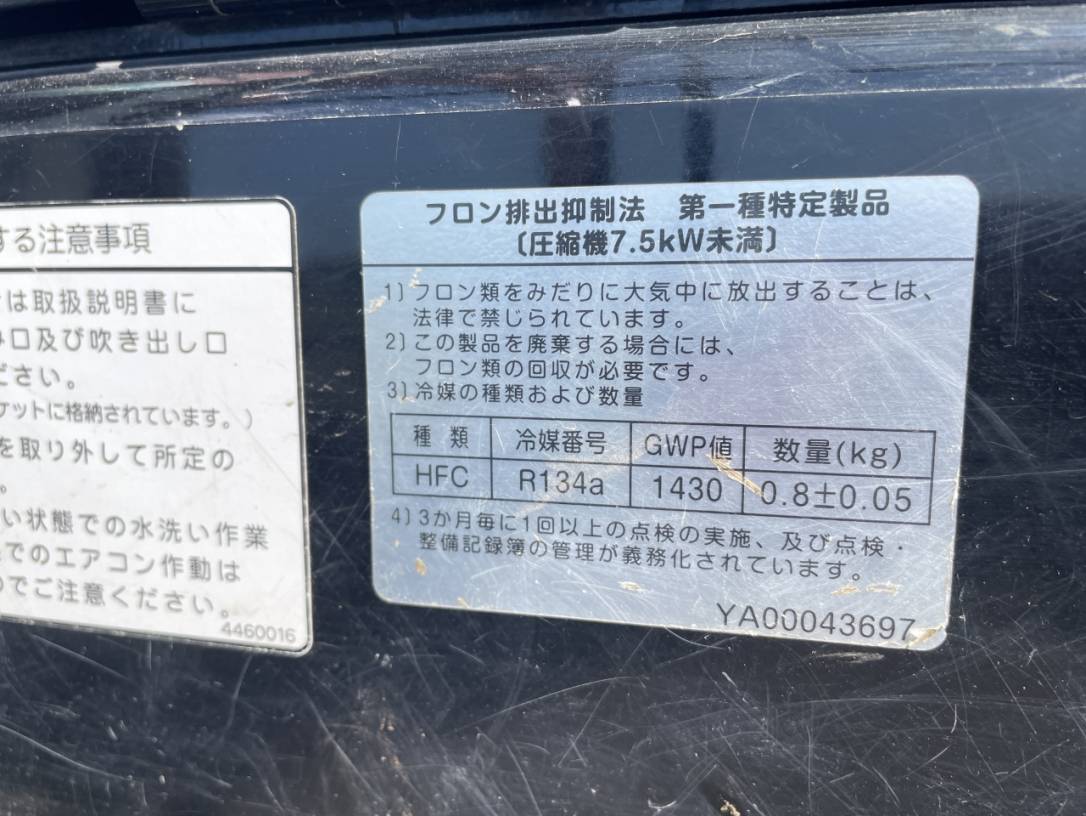 する注意事項
は取扱説明書に
口及び吹き出し口
ださい。
ケットに格納されています。)
を取り外して所定の
。
い状態での水洗い作業
でのエアコン作動は
のでご注意ください。
4460016
フロン排出抑制法 第一種特定製品
〔圧縮機7.5kW未満〕
1)フロン類をみだりに大気中に放出することは、
法律で禁じられています。
2)この製品を廃棄する場合には、
フロン類の回収が必要です。
3)冷媒の種類および数量
種 類 冷媒番号 GWP値 数量(kg)
HFC R134a 1430 0.8±0.05
4)3か月毎に1回以上の点検の実施、及び点検・
整備記録簿の管理が義務化されています。
YA00043697